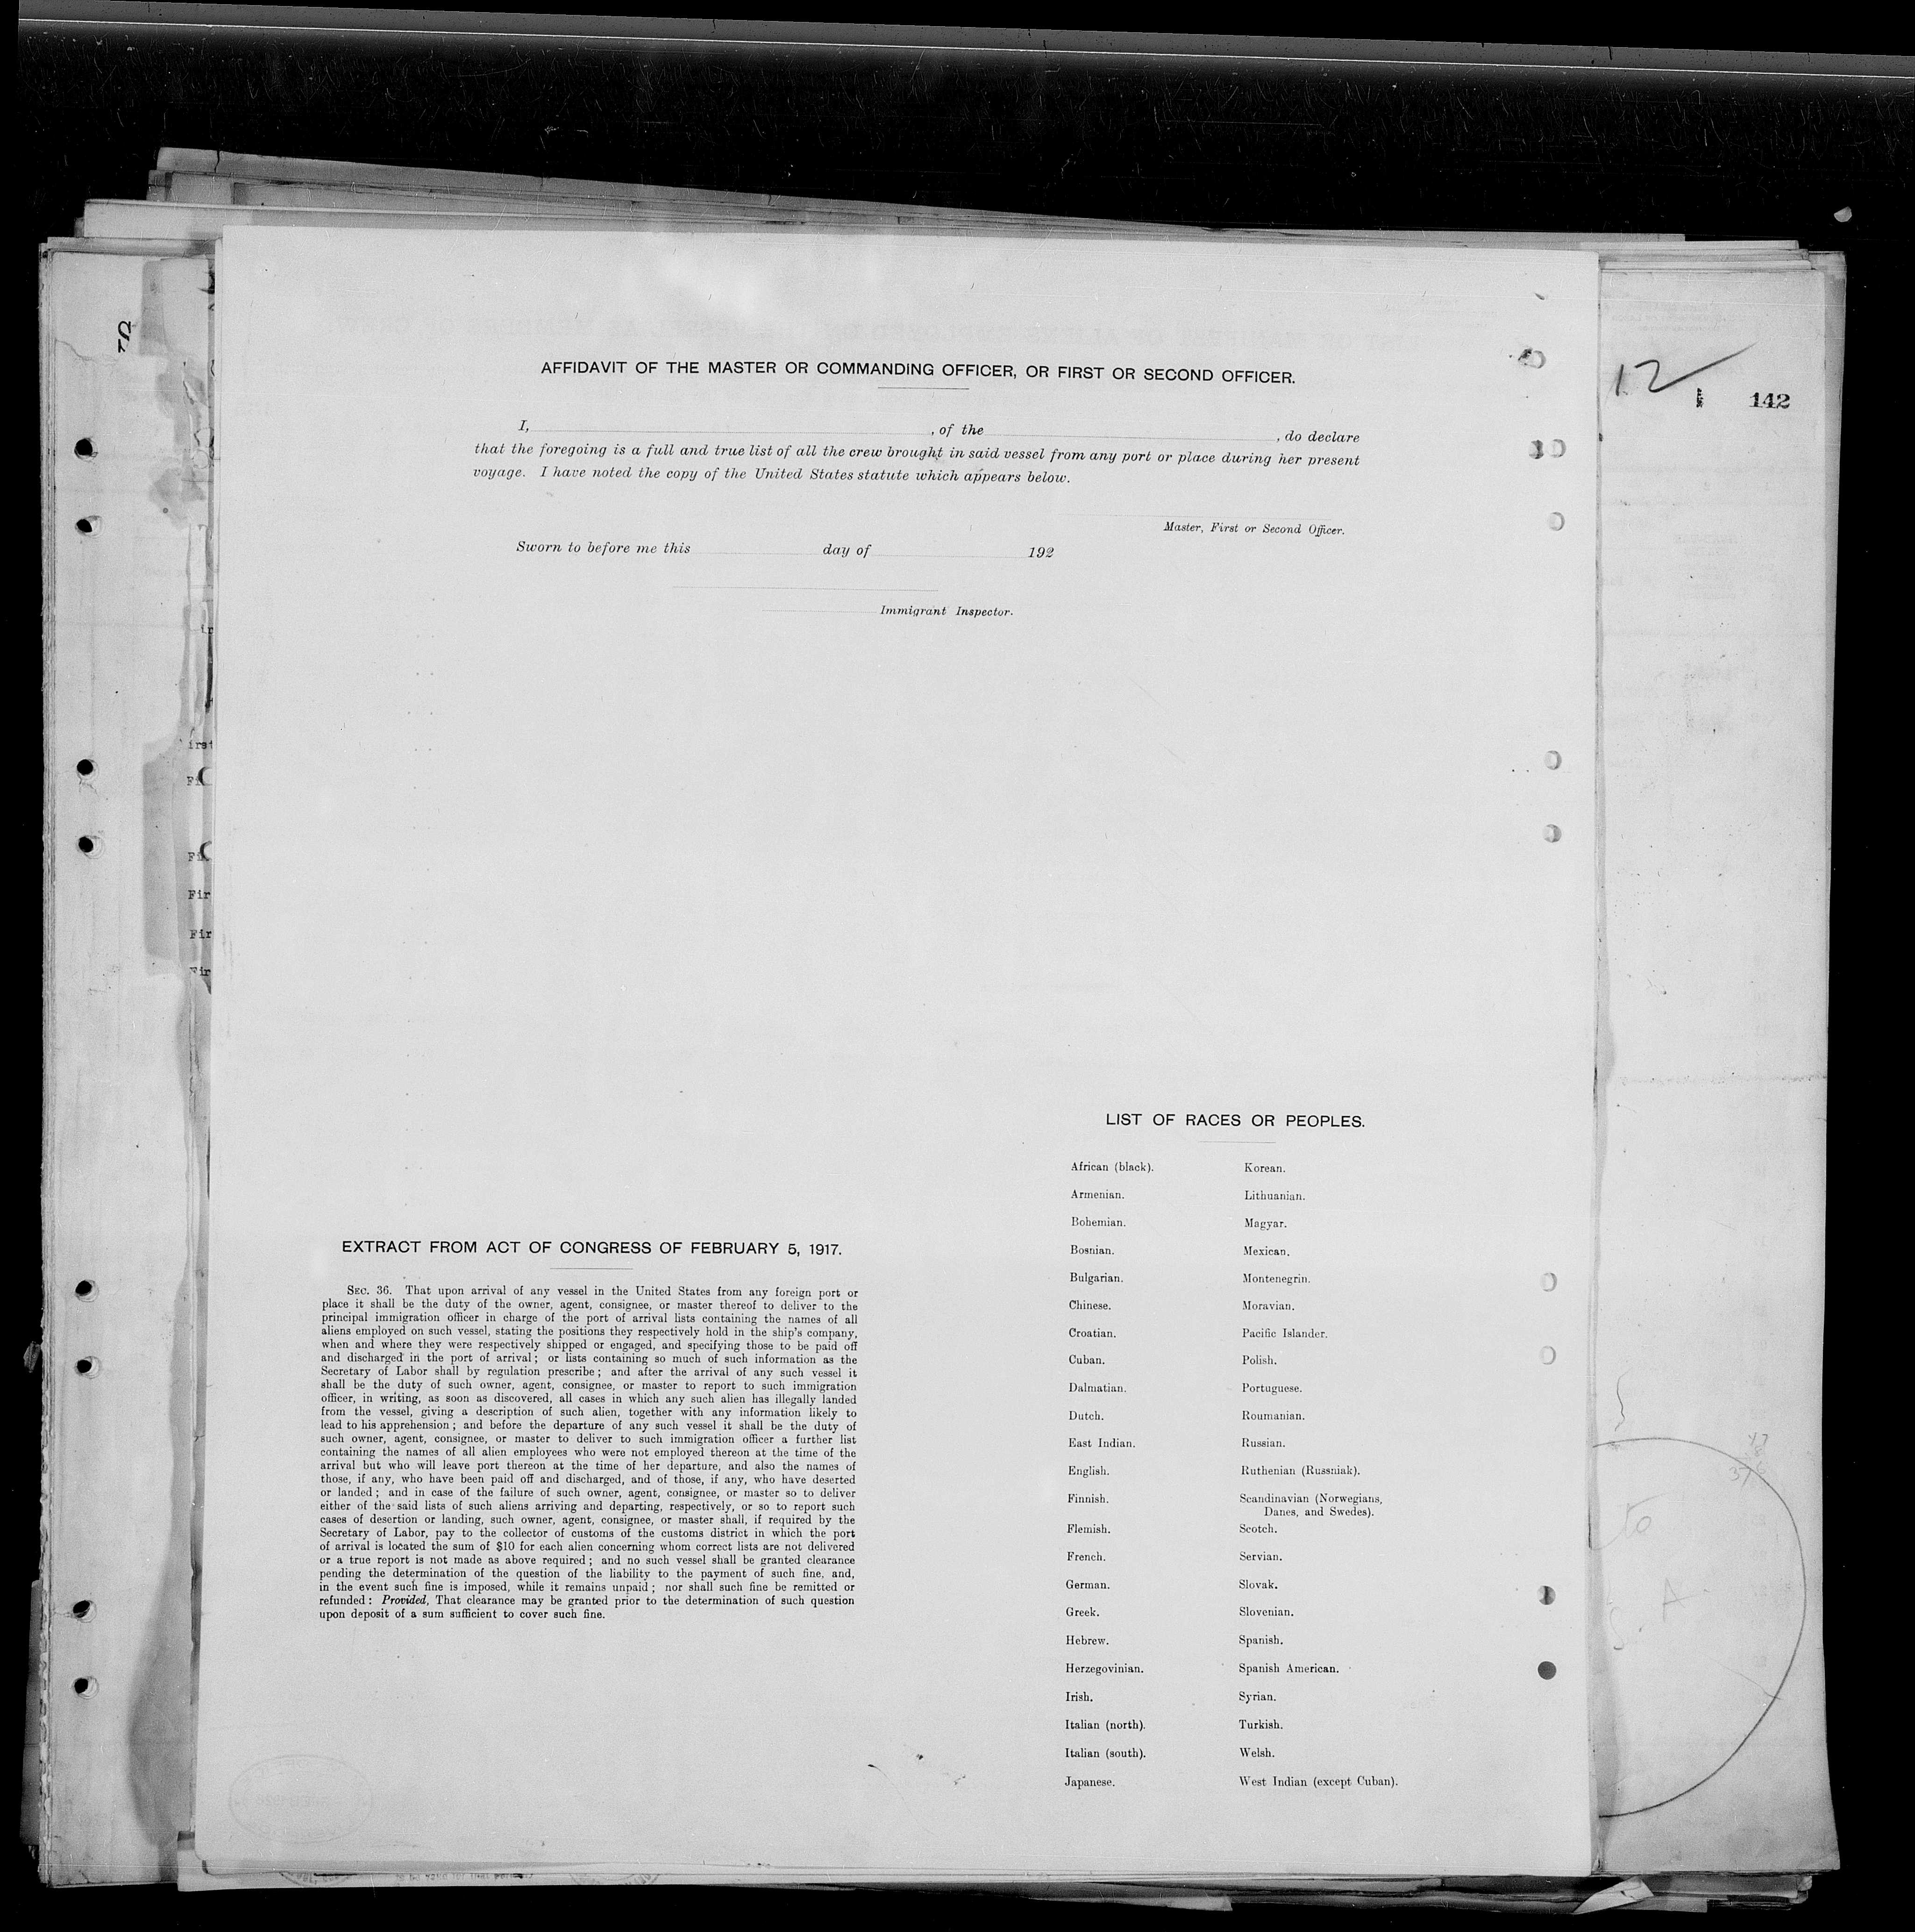 AFFIDAVIT OF THE MASTER OR COMMANDING OFFICER, OR FIRST OR SECOND OFFICER.
I, , of the , do declare
that the foregoing is a full and true list of all the crew brought in said vessel from any port or place during her present
voyage. I have noted the copy of the United States statute which appears below.
Master, First or Second Officer.
Sworn to before me this day of 192
Immigrant Inspector.
12
142
irst
Fir
Fir
Fir
EXTRACT FROM ACT OF CONGRESS OF FEBRUARY 5, 1917.
SEC. 36. That upon arrival of any vessel in the United States from any foreign port or
place it shall be the duty of the owner, agent, consignee, or master thereof to deliver to the
principal immigration officer in charge of the port of arrival lists containing the names of all
aliens employed on such vessel, stating the positions they respectively hold in the ship's company,
when and where they were respectively shipped or engaged, and specifying those to be paid off
and discharged in the port of arrival; or lists containing so much of such information as the
Secretary of Labor shall by regulation prescribe; and after the arrival of any such vessel it
shall be the duty of such owner, agent, consignee, or master to report to such immigration
officer, in writing, as soon as discovered, all cases in which any such alien has illegally landed
from the vessel, giving a description of such alien, together with any information likely to
lead to his apprehension; and before the departure of any such vessel it shall be the duty of
such owner, agent, consignee, or master to deliver to such immigration officer a further list
containing the names of all alien employees who were not employed thereon at the time of the
arrival but who will leave port thereon at the time of her departure, and also the names of
those, if any, who have been paid off and discharged, and of those, if any, who have deserted
or landed; and in case of the failure of such owner, agent, consignee, or master so to deliver
either of the said lists of such aliens arriving and departing, respectively, or so to report such
cases of desertion or landing, such owner, agent, consignee, or master shall, if required by the
Secretary of Labor, pay to the collector of customs of the customs district in which the port
of arrival is located the sum of $10 for each alien concerning whom correct lists are not delivered
or a true report is not made as above required; and no such vessel shall be granted clearance
pending the determination of the question of the liability to the payment of such fine, and,
in the event such fine is imposed, while it remains unpaid; nor shall such fine be remitted or
refunded: Provided, That clearance may be granted prior to the determination of such question
upon deposit of a sum sufficient to cover such fine.
LIST OF RACES OR PEOPLES.
African (black).
Armenian.
Bohemian.
Bosnian.
Bulgarian.
Chinese.
Croatian.
Cuban.
Dalmatian.
Dutch.
East Indian.
English.
Finnish.
Flemish.
French.
German.
Greek.
Hebrew.
Herzegovinian.
Irish.
Italian (north).
Italian (south).
Japanese.
Korean.
Lithuanian.
Magyar.
Mexican.
Montenegrin.
Moravian.
Pacific Islander.
Polish.
Portuguese.
Roumanian.
Russian.
Ruthenian (Russniak).
Scandinavian (Norwegians,
Danes, and Swedes).
Scotch.
Servian.
Slovak.
Slovenian.
Spanish.
Spanish American.
Syrian.
Turkish.
Welsh.
West Indian (except Cuban).
to